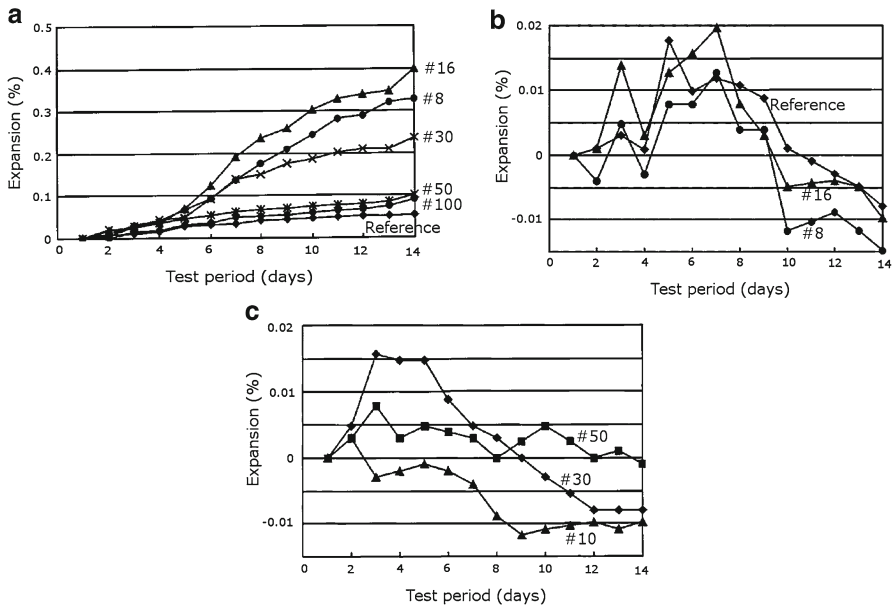 a
0.5
0.4
0.3
0.2
0.1
0
Expansion (%)
#16
#8
#30
#50
#100
Reference
0 2 4 6 8 10 12 14
Test period (days)
b
0.02
0.01
0
-0.01
Expansion (%)
Reference
#16
#8
0 2 4 6 8 10 12 14
Test period (days)
c
0.02
0.01
0
-0.01
Expansion (%)
#50
#30
#10
0 2 4 6 8 10 12 14
Test period (days)